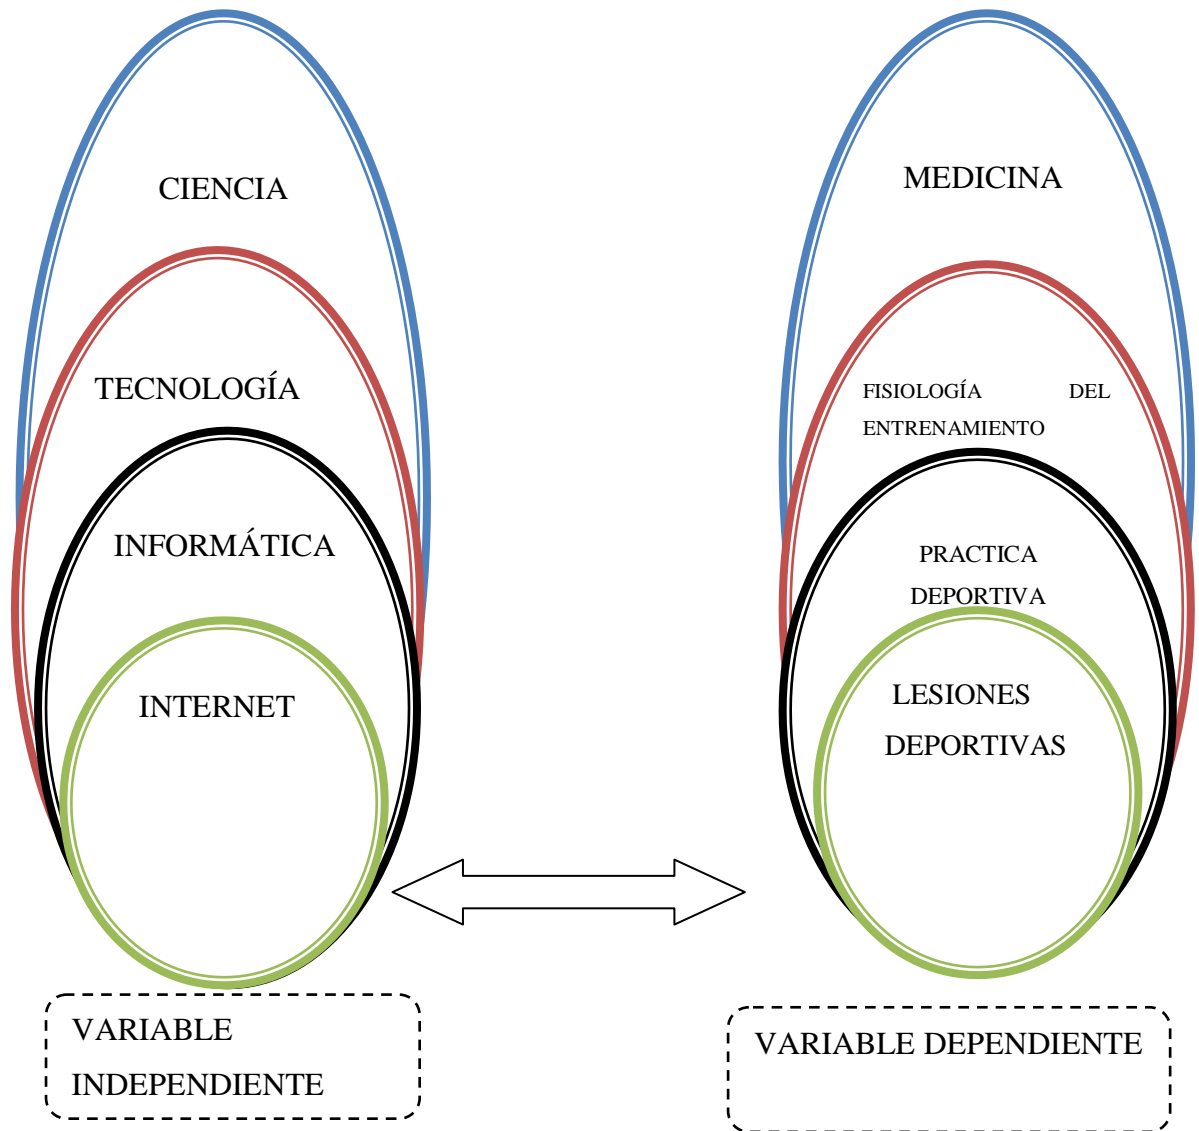 CIENCIA
TECNOLOGÍA
INFORMÁTICA
INTERNET
VARIABLE
INDEPENDIENTE
MEDICINA
FISIOLOGÍA DEL
ENTRENAMIENTO
PRACTICA
DEPORTIVA
LESIONES
DEPORTIVAS
VARIABLE DEPENDIENTE